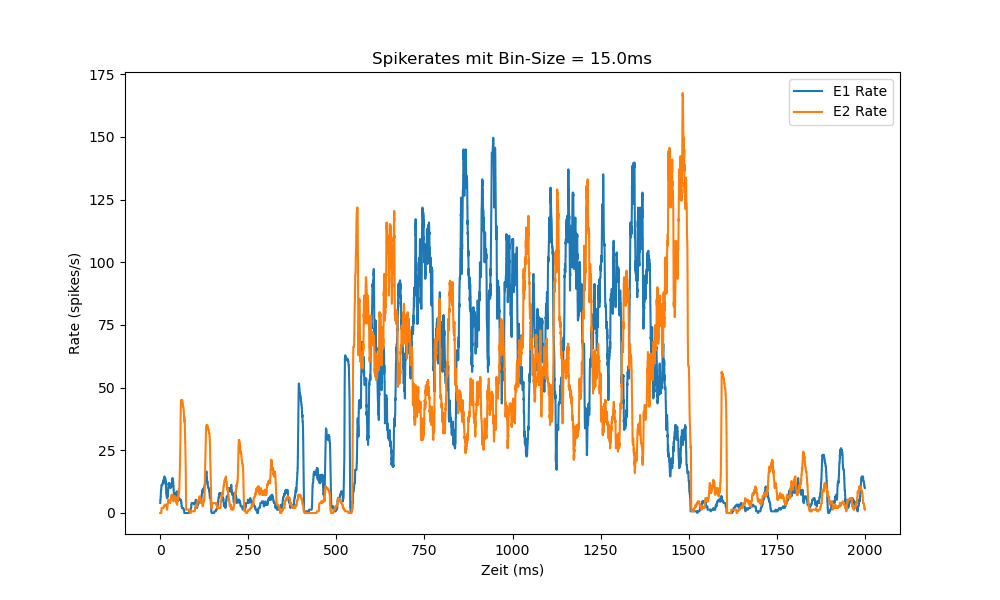 Spikerates mit Bin-Size = 15.0ms
175
150
125
100
75
50
25
0
Rate (spikes/s)
E1 Rate
E2 Rate
0 250 500 750 1000 1250 1500 1750 2000
Zeit (ms)